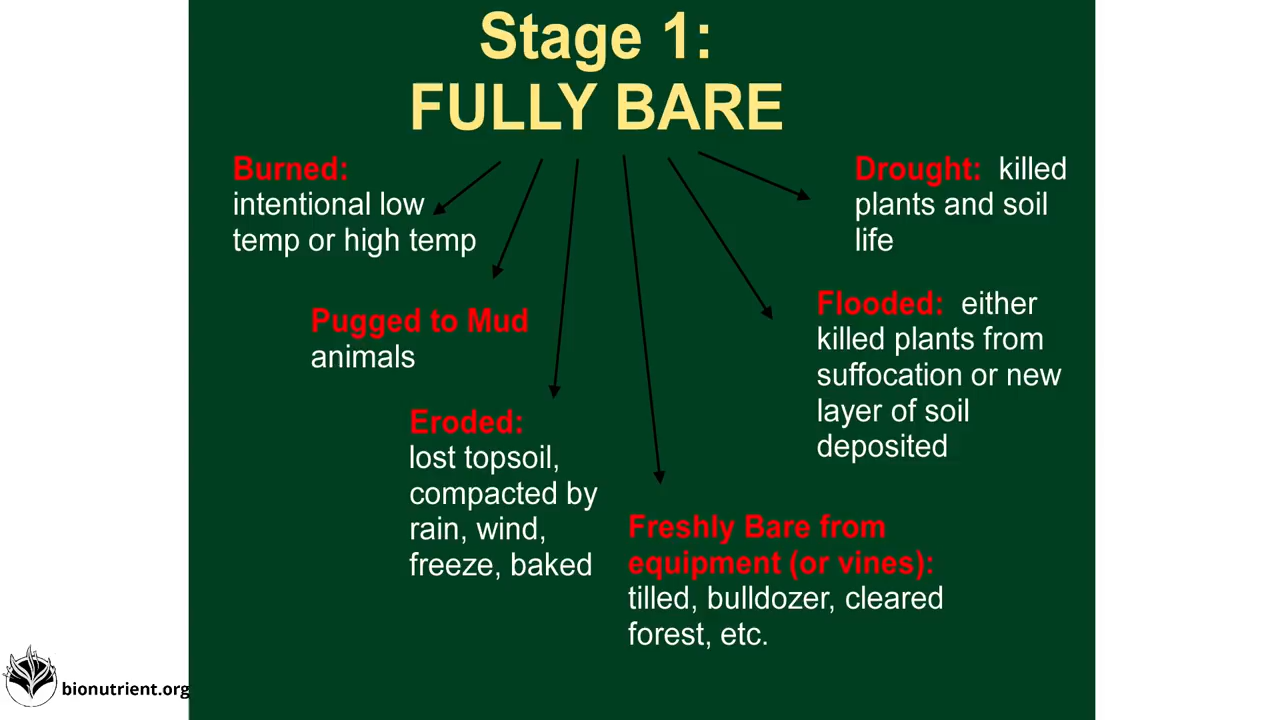 Stage 1:
FULLY BARE
Burned:
intentional low
temp or high temp
Pugged to Mud
animals
Eroded:
lost topsoil,
compacted by
rain, wind,
freeze, baked
Freshly Bare from
equipment (or vines):
tilled, bulldozer, cleared
forest, etc.
Flooded: either
killed plants from
suffocation or new
layer of soil
deposited
Drought: killed
plants and soil
life
bionutrient.org